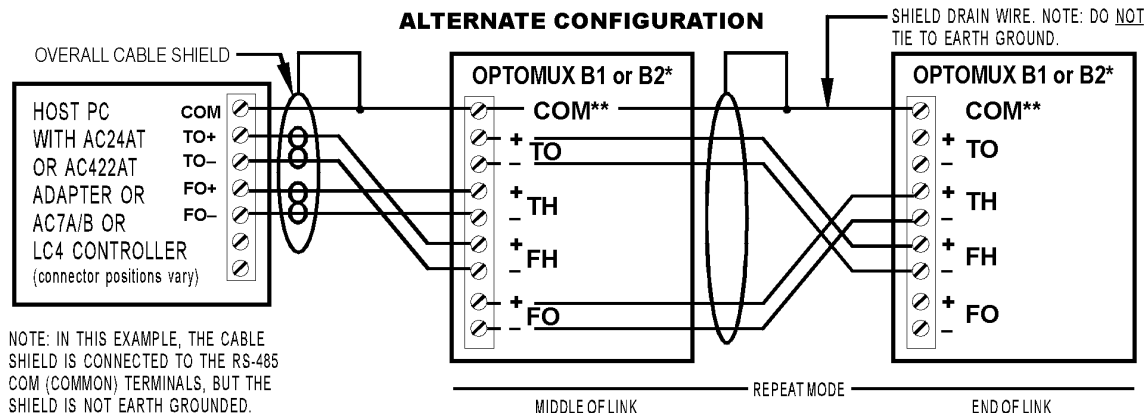 ALTERNATE CONFIGURATION
SHIELD DRAIN WIRE. NOTE: DO NOT
TIE TO EARTH GROUND.
OVERALL CABLE SHIELD
HOST PC
WITH AC24AT
OR AC422AT
ADAPTER OR
AC7A/B OR
LC4 CONTROLLER
(connector positions vary)
COM
TO+
TO–
FO+
FO–
OPTOMUX B1 or B2*
COM**
+ TO
–
+ TH
–
+ FH
–
+ FO
–
OPTOMUX B1 or B2*
COM**
+ TO
–
+ TH
–
+ FH
–
+ FO
–
NOTE: IN THIS EXAMPLE, THE CABLE
SHIELD IS CONNECTED TO THE RS-485
COM (COMMON) TERMINALS, BUT THE
SHIELD IS NOT EARTH GROUNDED.
REPEAT MODE
MIDDLE OF LINK
END OF LINK